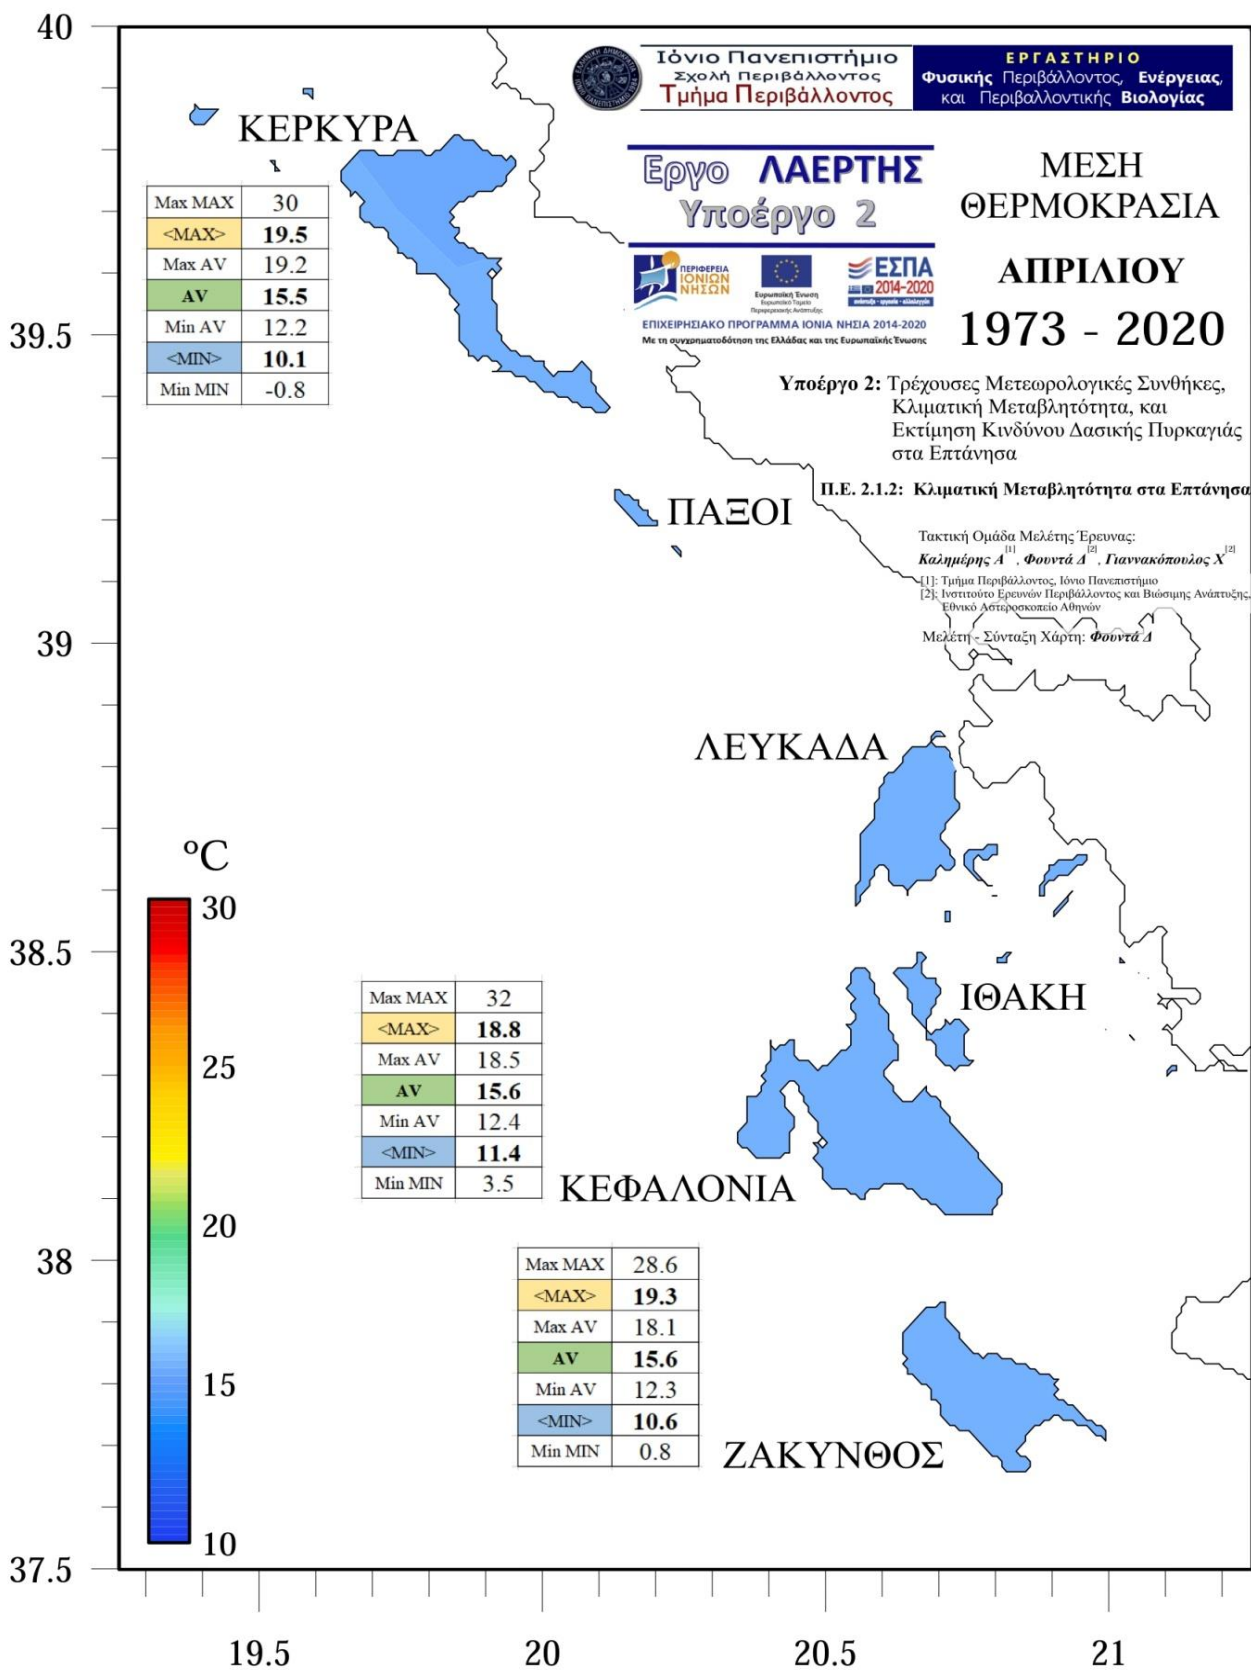 40
39.5
39
38.5
38
37.5
19.5
20
20.5
21
Ιόνιο Πανεπιστήμιο
Σχολή Περιβάλλοντος
Τμήμα Περιβάλλοντος
ΕΡΓΑΣΤΗΡΙΟ
Φυσικής Περιβάλλοντος, Ενέργειας,
και Περιβαλλοντικής Βιολογίας
Εργο ΛΑΕΡΤΗΣ
Υποέργο 2
ΠΕΡΙΦΕΡΕΙΑ
ΙΟΝΙΩΝ
ΝΗΣΩΝ
Ευρωπαϊκή Ένωση
Ευρωπαϊκό Ταμείο
Περιφερειακής Ανάπτυξης
ΕΣΠΑ
2014-2020
ανάπτυξη - εργασία - αλληλεγγύη
ΕΠΙΧΕΙΡΗΣΙΑΚΟ ΠΡΟΓΡΑΜΜΑ ΙΟΝΙΑ ΝΗΣΙΑ 2014-2020
Με τη συγχρηματοδότηση της Ελλάδας και της Ευρωπαϊκής Ένωσης
ΜΕΣΗ
ΘΕΡΜΟΚΡΑΣΙΑ
ΑΠΡΙΛΙΟΥ
1973 - 2020
Υποέργο 2: Τρέχουσες Μετεωρολογικές Συνθήκες,
Κλιματική Μεταβλητότητα, και
Εκτίμηση Κινδύνου Δασικής Πυρκαγιάς
στα Επτάνησα
Π.Ε. 2.1.2: Κλιματική Μεταβλητότητα στα Επτάνησα
Τακτική Ομάδα Μελέτης Έρευνας:
Καλημέρης Α [1], Φουντά Δ [2], Γιαννακόπουλος Χ [2]
[1]: Τμήμα Περιβάλλοντος, Ιόνιο Πανεπιστήμιο
[2]: Ινστιτούτο Ερευνών Περιβάλλοντος και Βιώσιμης Ανάπτυξης,
Εθνικό Αστεροσκοπείο Αθηνών
Μελέτη - Σύνταξη Χάρτη: Φουντά Δ
ΚΕΡΚΥΡΑ
Max MAX 30
<MAX> 19.5
Max AV 19.2
AV 15.5
Min AV 12.2
<MIN> 10.1
Min MIN -0.8
ΠΑΞΟΙ
ΛΕΥΚΑΔΑ
ΙΘΑΚΗ
ºC
30
25
20
15
10
Max MAX 32
<MAX> 18.8
Max AV 18.5
AV 15.6
Min AV 12.4
<MIN> 11.4
Min MIN 3.5
ΚΕΦΑΛΟΝΙΑ
Max MAX 28.6
<MAX> 19.3
Max AV 18.1
AV 15.6
Min AV 12.3
<MIN> 10.6
Min MIN 0.8
ΖΑΚΥΝΘΟΣ